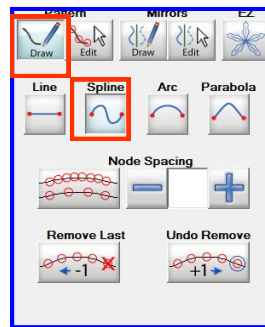 Pattern Mirrors EZ
Draw Edit Draw Edit
Line Spline Arc Parabola
Node Spacing
Remove Last Undo Remove
-1 +1